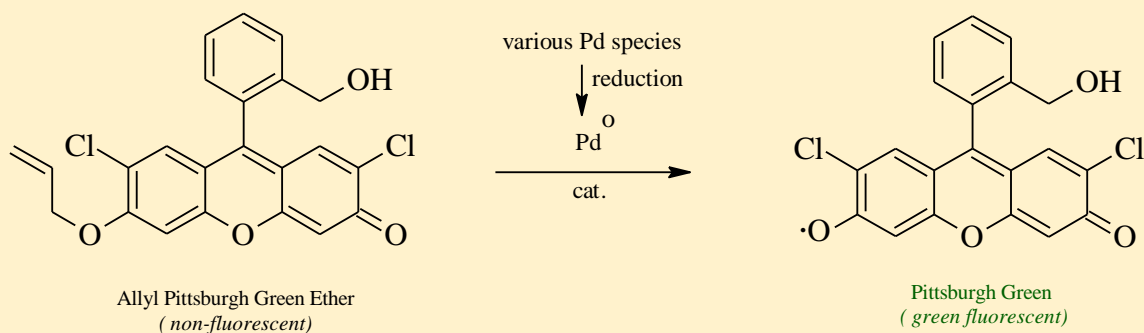 OH
Cl
Cl
O
O
O
Allyl Pittsburgh Green Ether
( non-fluorescent)
various Pd species
reduction
Pd
o
cat.
OH
Cl
Cl
·O
O
O
Pittsburgh Green
( green fluorescent)